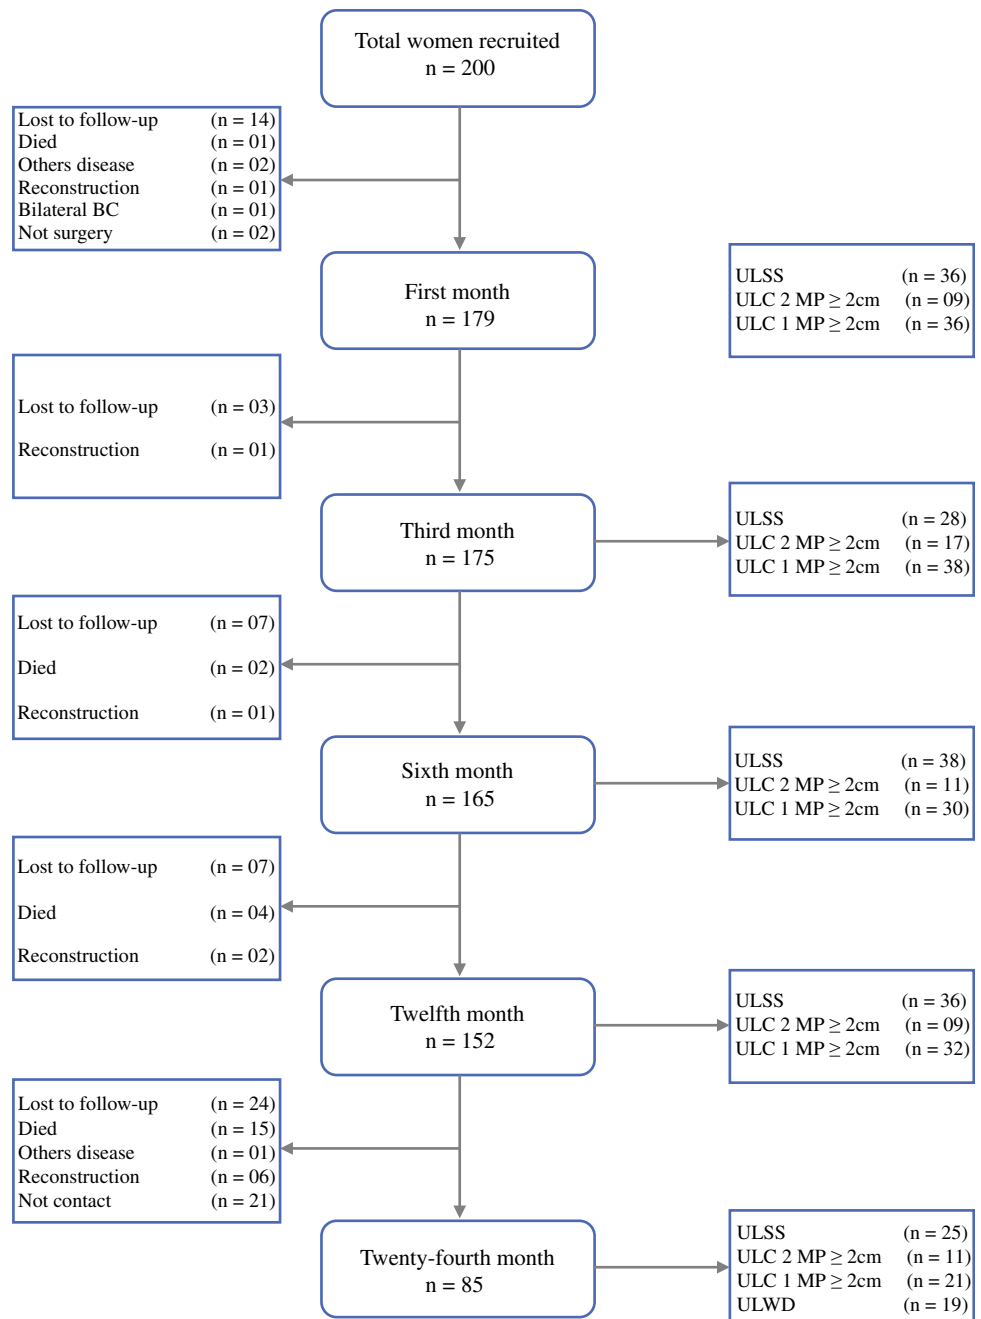 Total women recruited
n = 200
Lost to follow-up (n = 14)
Died (n = 01)
Others disease (n = 02)
Reconstruction (n = 01)
Bilateral BC (n = 01)
Not surgery (n = 02)
First month
n = 179
ULSS (n = 36)
ULC 2 MP ≥ 2cm (n = 09)
ULC 1 MP ≥ 2cm (n = 36)
Lost to follow-up (n = 03)
Reconstruction (n = 01)
Third month
n = 175
ULSS (n = 28)
ULC 2 MP ≥ 2cm (n = 17)
ULC 1 MP ≥ 2cm (n = 38)
Lost to follow-up (n = 07)
Died (n = 02)
Reconstruction (n = 01)
Sixth month
n = 165
ULSS (n = 38)
ULC 2 MP ≥ 2cm (n = 11)
ULC 1 MP ≥ 2cm (n = 30)
Lost to follow-up (n = 07)
Died (n = 04)
Reconstruction (n = 02)
Twelfth month
n = 152
ULSS (n = 36)
ULC 2 MP ≥ 2cm (n = 09)
ULC 1 MP ≥ 2cm (n = 32)
Lost to follow-up (n = 24)
Died (n = 15)
Others disease (n = 01)
Reconstruction (n = 06)
Not contact (n = 21)
Twenty-fourth month
n = 85
ULSS (n = 25)
ULC 2 MP ≥ 2cm (n = 11)
ULC 1 MP ≥ 2cm (n = 21)
ULWD (n = 19)